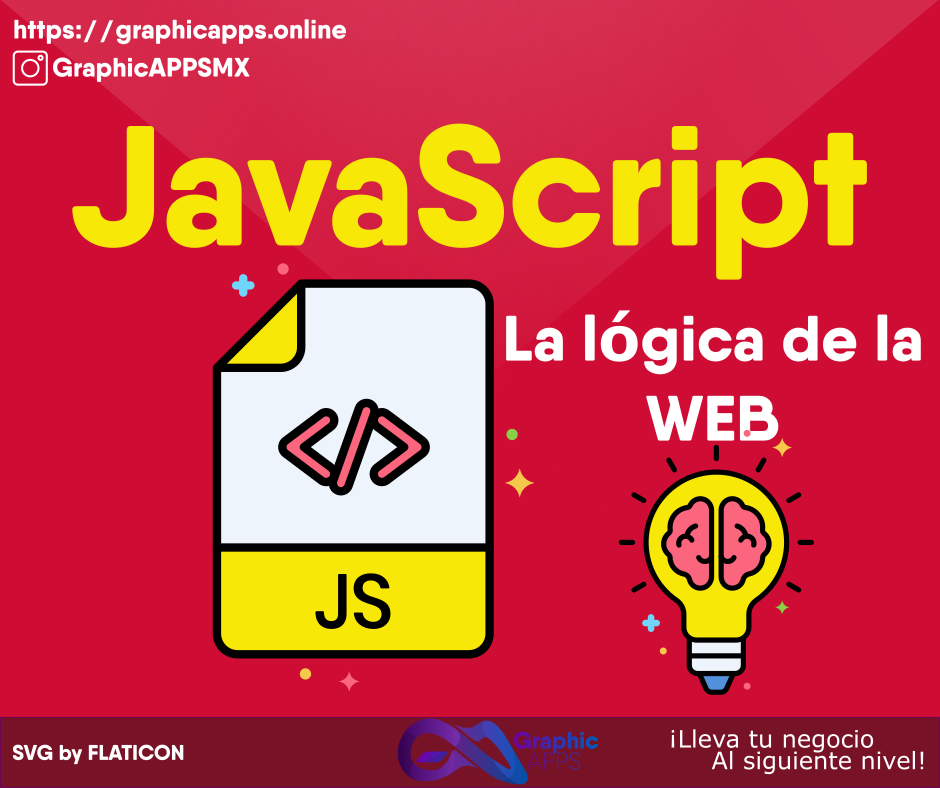 https://graphicapps.online
GraphicAPPSMX
JavaScript
La lógica de la
WEB
</>
JS
SVG by FLATICON
Graphic
APPS
¡Lleva tu negocio
Al siguiente nivel!